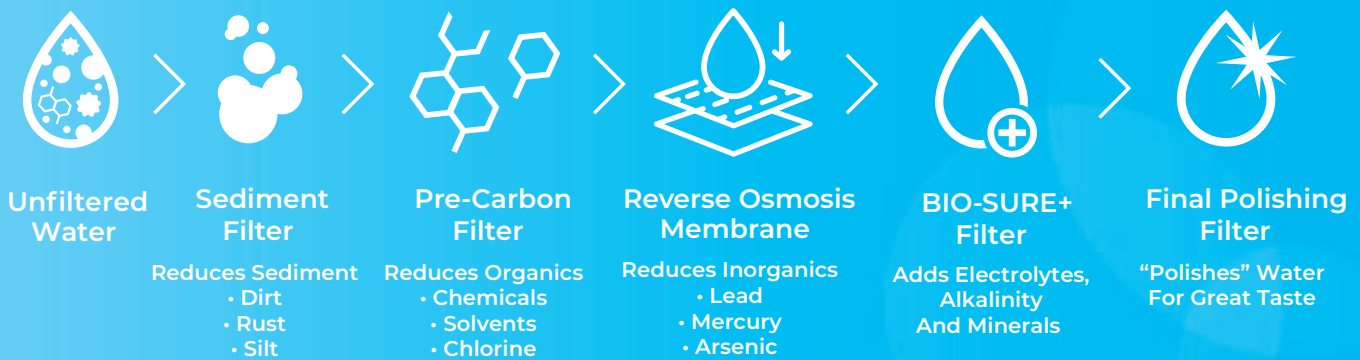 Unfiltered
Water
Sediment
Filter
Reduces Sediment
• Dirt
• Rust
• Silt
Pre-Carbon
Filter
Reduces Organics
• Chemicals
• Solvents
• Chlorine
Reverse Osmosis
Membrane
Reduces Inorganics
• Lead
• Mercury
• Arsenic
BIO-SURE+
Filter
Adds Electrolytes,
Alkalinity
And Minerals
Final Polishing
Filter
“Polishes” Water
For Great Taste